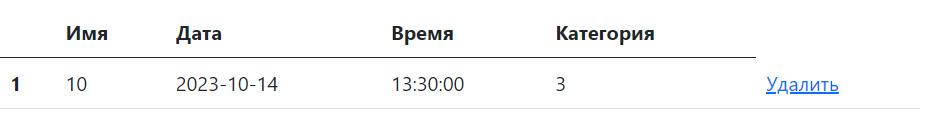 Имя Дата Время Категория
1 10 2023-10-14 13:30:00 3 Удалить